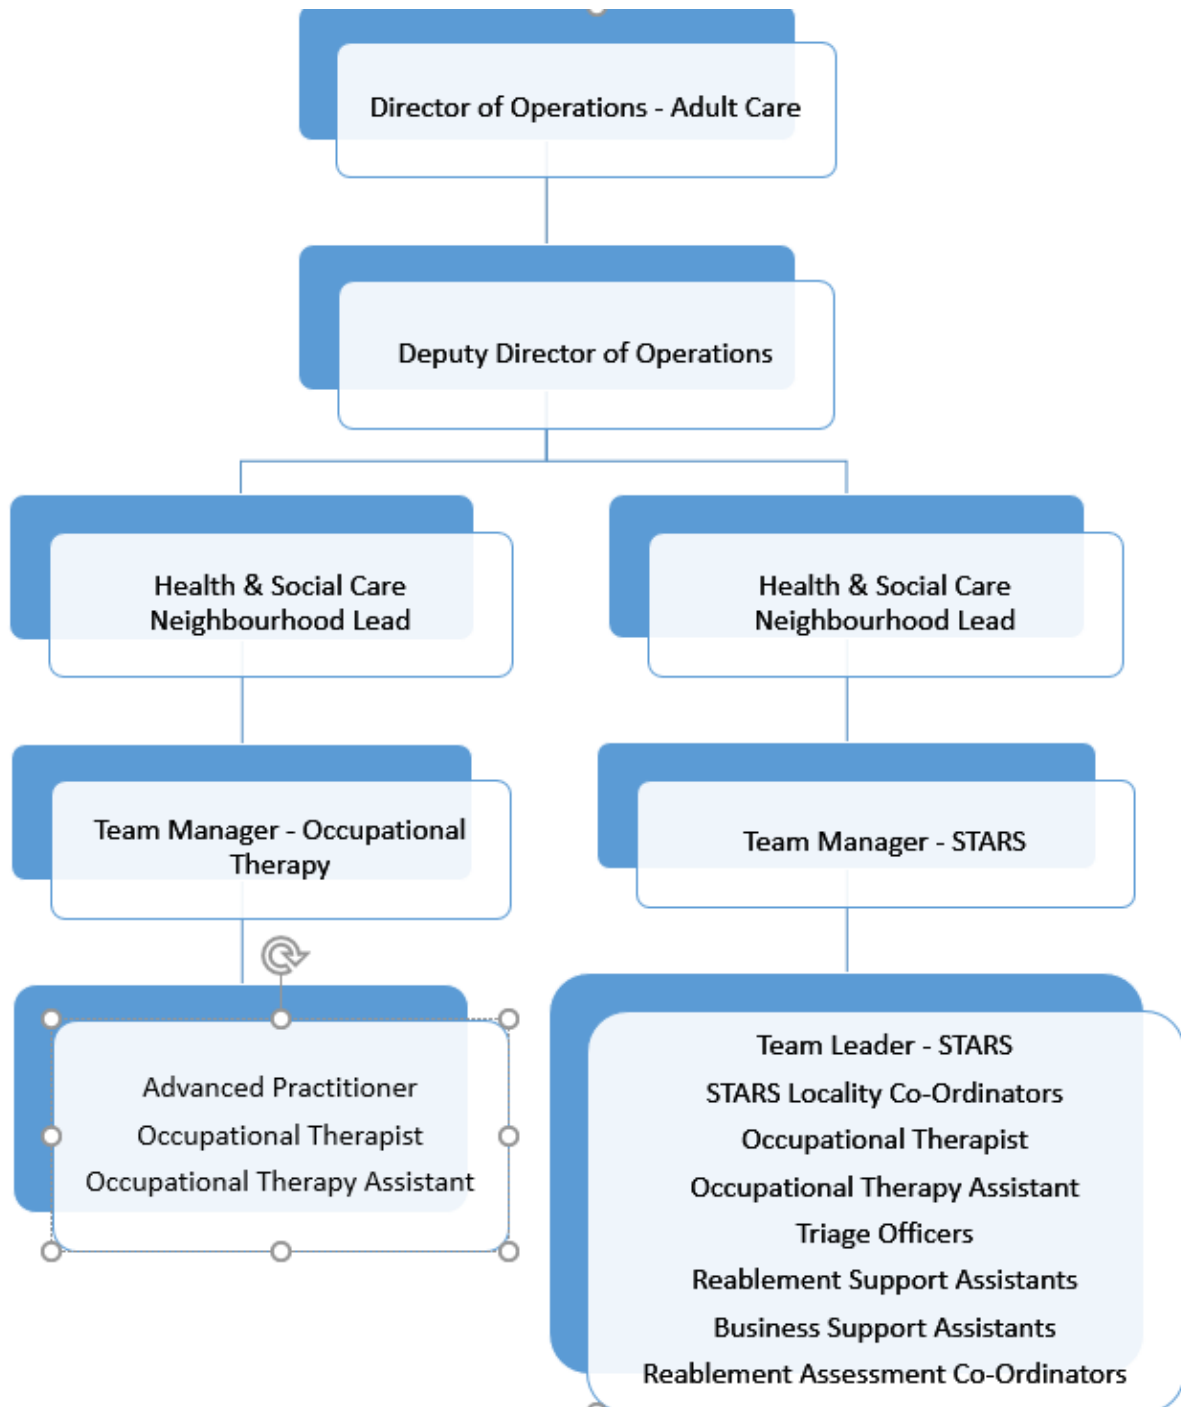 Director of Operations - Adult Care
Deputy Director of Operations
Health & Social Care
Neighbourhood Lead
Health & Social Care
Neighbourhood Lead
Team Manager - Occupational
Therapy
Team Manager - STARS
Advanced Practitioner
Occupational Therapist
Occupational Therapy Assistant
Team Leader - STARS
STARS Locality Co-Ordinators
Occupational Therapist
Occupational Therapy Assistant
Triage Officers
Reablement Support Assistants
Business Support Assistants
Reablement Assessment Co-Ordinators